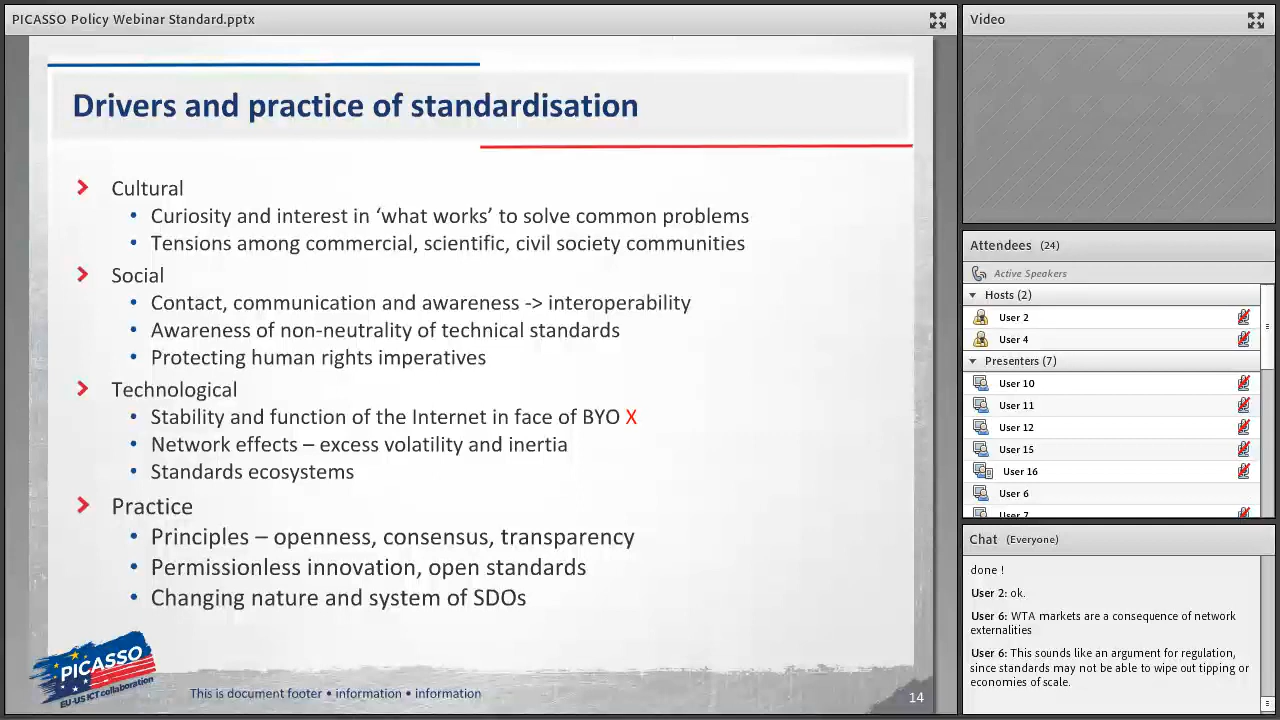 PICASSO Policy Webinar Standard.pptx
Drivers and practice of standardisation
Cultural
• Curiosity and interest in ‘what works’ to solve common problems
• Tensions among commercial, scientific, civil society communities
Social
• Contact, communication and awareness -> interoperability
• Awareness of non-neutrality of technical standards
• Protecting human rights imperatives
Technological
• Stability and function of the Internet in face of BYO X
• Network effects – excess volatility and inertia
• Standards ecosystems
Practice
• Principles – openness, consensus, transparency
• Permissionless innovation, open standards
• Changing nature and system of SDOs
PICASSO
EU-US ICT collaboration
This is document footer • information • information
14
Video
Attendees (24)
Active Speakers
Hosts (2)
User 2
User 4
Presenters (7)
User 10
User 11
User 12
User 15
User 16
User 6
User 7
Chat (Everyone)
done !
User 2: ok.
User 6: WTA markets are a consequence of network
externalities
User 6: This sounds like an argument for regulation,
since standards may not be able to wipe out tipping or
economies of scale.